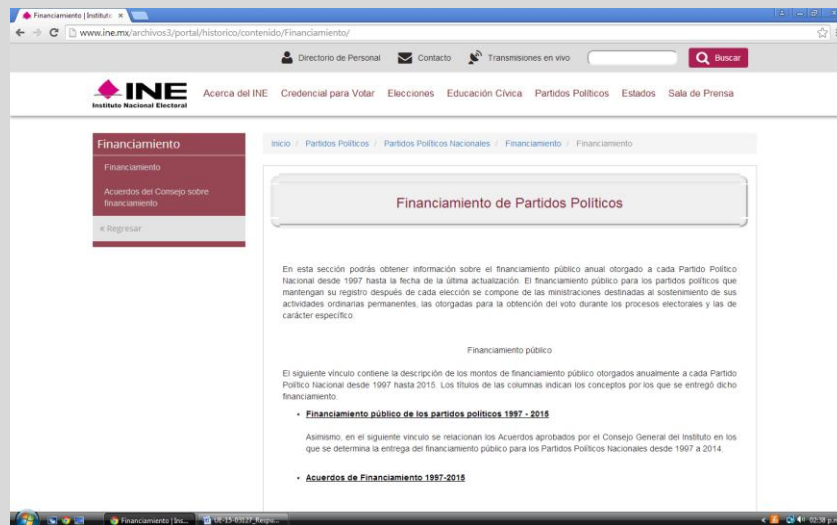 Financiamiento | Institut
www.ine.mx/archivos3/portal/historico/contenido/Financiamiento/
Directorio de Personal Contacto Transmisiones en vivo Buscar
INE
Instituto Nacional Electoral
Acerca del INE Credencial para Votar Elecciones Educación Cívica Partidos Políticos Estados Sala de Prensa
Financiamiento
Financiamiento
Acuerdos del Consejo sobre
financiamiento
« Regresar
Inicio / Partidos Políticos / Partidos Políticos Nacionales / Financiamiento / Financiamiento
Financiamiento de Partidos Políticos
En esta sección podrás obtener información sobre el financiamiento público anual otorgado a cada Partido Político
Nacional desde 1997 hasta la fecha de la última actualización. El financiamiento público para los partidos políticos que
mantengan su registro después de cada elección se compone de las ministraciones destinadas al sostenimiento de sus
actividades ordinarias permanentes, las otorgadas para la obtención del voto durante los procesos electorales y las de
carácter específico
Financiamiento público
El siguiente vínculo contiene la descripción de los montos de financiamiento público otorgados anualmente a cada Partido
Político Nacional desde 1997 hasta 2015. Los títulos de las columnas indican los conceptos por los que se entregó dicho
financiamiento.
• Financiamiento público de los partidos políticos 1997 - 2015
Asimismo, en el siguiente vínculo se relacionan los Acuerdos aprobados por el Consejo General del Instituto en los
que se determina la entrega del financiamiento público para los Partidos Políticos Nacionales desde 1997 a 2014.
• Acuerdos de Financiamiento 1997-2015
Financiamiento | Ins... UE-15-03127_Respu... 02:38 p.m.